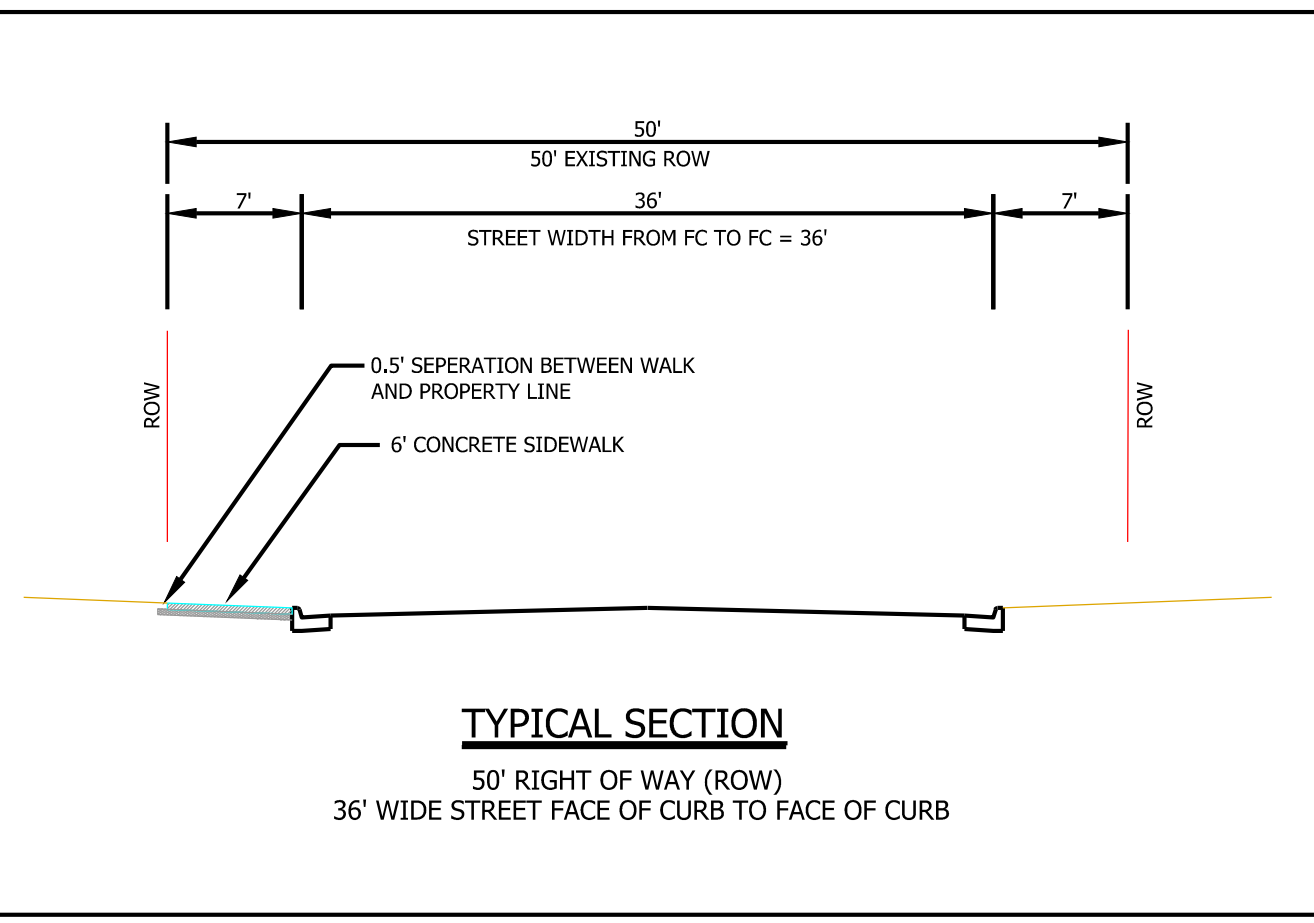 50'
50' EXISTING ROW
7'
36'
7'
STREET WIDTH FROM FC TO FC = 36'
0.5' SEPERATION BETWEEN WALK
AND PROPERTY LINE
ROW
ROW
6' CONCRETE SIDEWALK
TYPICAL SECTION
50' RIGHT OF WAY (ROW)
36' WIDE STREET FACE OF CURB TO FACE OF CURB